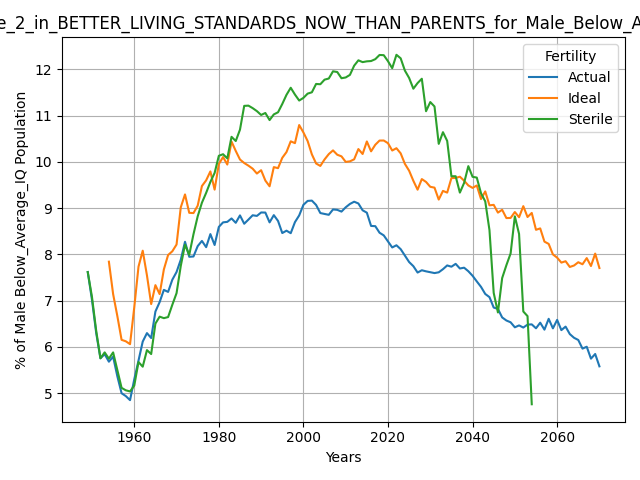 e_2_in_BETTER_LIVING_STANDARDS_NOW_THAN_PARENTS_for_Male_Below_A
Fertility
Actual
Ideal
Sterile
% of Male Below_Average_IQ Population
12
11
10
9
8
7
6
5
1960 1980 2000 2020 2040 2060
Years